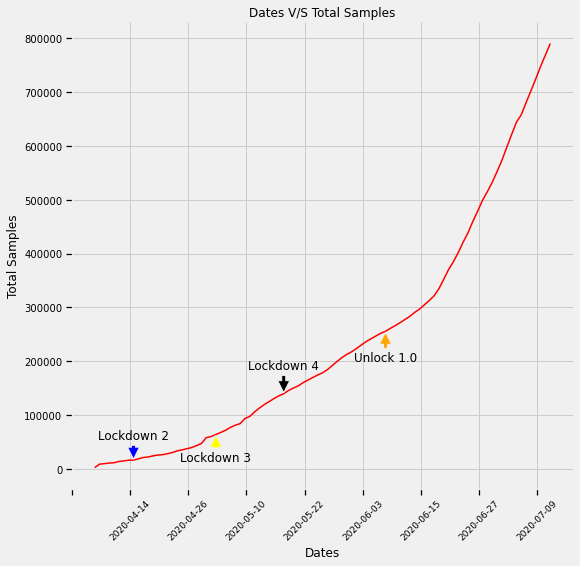 Dates V/S Total Samples
800000
700000
600000
500000
400000
300000
200000
100000
0
Total Samples
Lockdown 2
Lockdown 3
Lockdown 4
Unlock 1.0
2020-04-14
2020-04-26
2020-05-10
2020-05-22
2020-06-03
2020-06-15
2020-06-27
2020-07-09
Dates